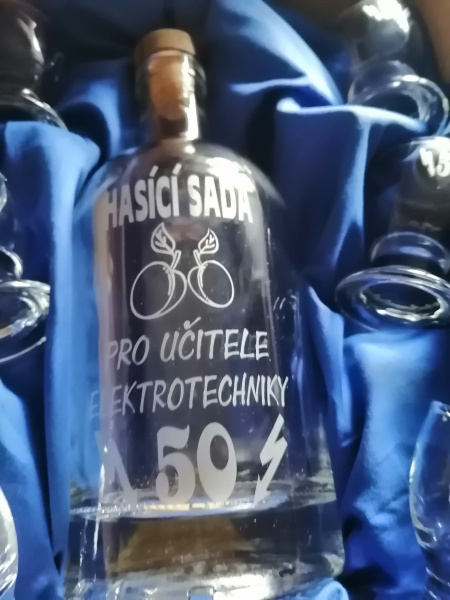 HASÍCÍ SADA
PRO UČITELE
ELEKTROTECHNIKY
50